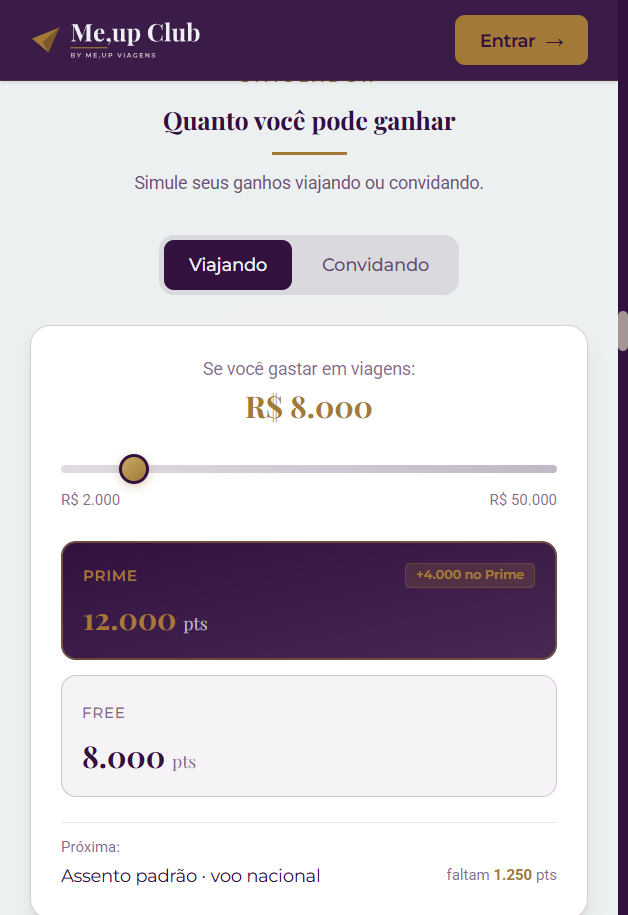 Me,up Club
BY ME,UP VIAGENS
Entrar →
Quanto você pode ganhar
Simule seus ganhos viajando ou convidando.
Viajando
Convidando
Se você gastar em viagens:
R$ 8.000
R$ 2.000
R$ 50.000
PRIME
+4.000 no Prime
12.000 pts
FREE
8.000 pts
Próxima:
Assento padrão · voo nacional
faltam 1.250 pts